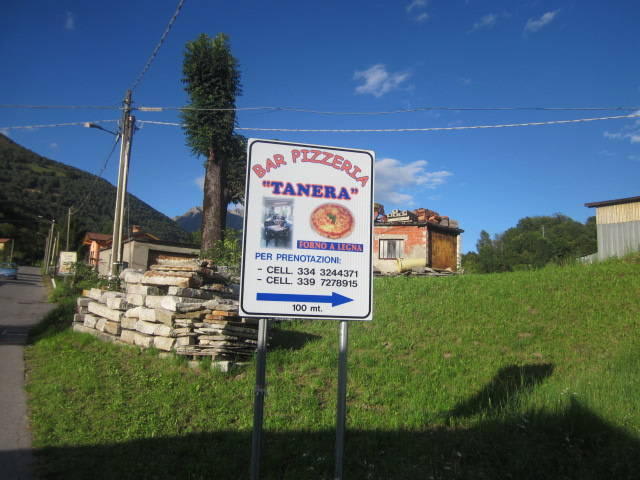 BAR PIZZERIA
"TANERA"
FORNO A LEGNA
PER PRENOTAZIONI:
- CELL. 334 3244371
- CELL. 339 7278915
100 mt.